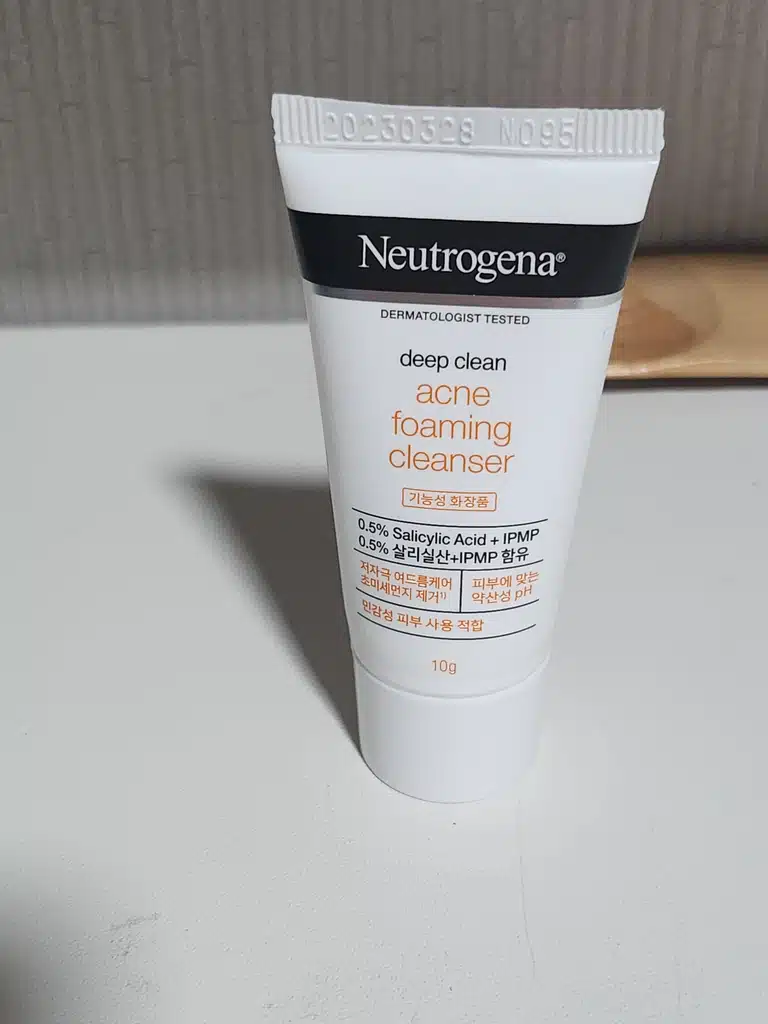 20230328 N095
Neutrogena®
DERMATOLOGIST TESTED
deep clean
acne
foaming
cleanser
기능성 화장품
0.5% Salicylic Acid + IPMP
0.5% 살리실산+IPMP 함유
저자극 여드름케어
초미세먼지 제거¹⁾
피부에 맞는
약산성 pH
민감성 피부 사용 적합
10g